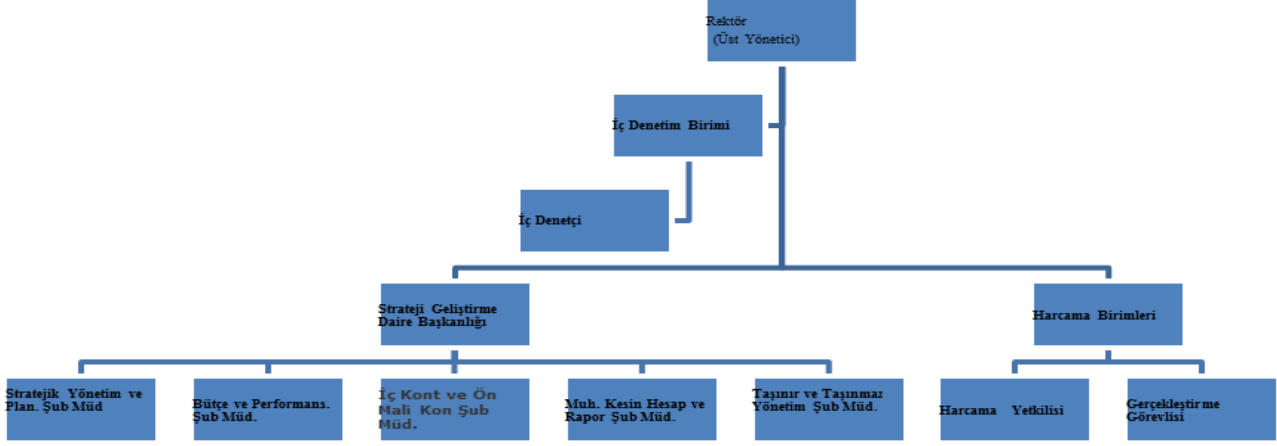 Rektör
(Üst Yönetici)
İç Denetim Birimi
İç Denetçi
Strateji Geliştirme
Daire Başkanlığı
Harcama Birimleri
Stratejik Yönetim ve
Plan. Şub Müd
Bütçe ve Performans.
Şub Müd.
İç Kont ve Ön
Mali Kon Şub
Müd.
Muh. Kesin Hesap ve
Rapor Şub Müd.
Taşınır ve Taşınmaz
Yönetim Şub Müd.
Harcama Yetkilisi
Gerçekleştirme
Görevlisi